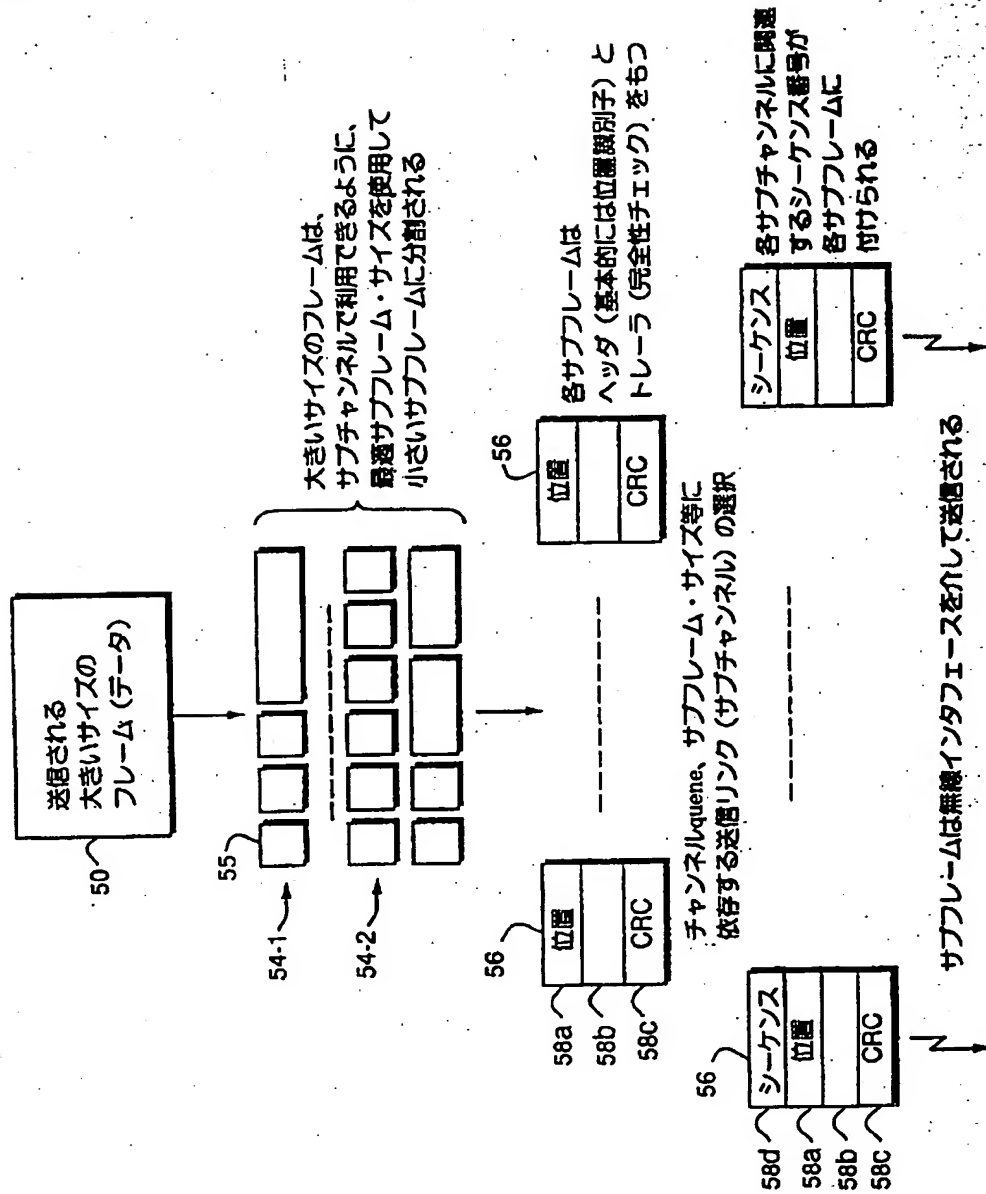 送信される
大きいサイズの
フレーム (データ)
50
55
54-1
54-2
大きいサイズのフレームは、
サブチャンネルで利用できるように、
最適サブフレーム・サイズを使用して
小さいサブフレームに分割される
56
位置
CRC
58a
58b
58c
56
位置
CRC
各サブフレームは
ヘッダ (基本的には位置識別子) と
トレーラ (完全性チェック) をもつ
チャンネルquene、サブフレーム・サイズ等に
依存する送信リンク (サブチャンネル) の選択
56
シーケンス
位置
CRC
58d
58a
58b
58c
シーケンス
位置
CRC
各サブチャンネルに関連
するシーケンス番号が
各サブフレームに
付けられる
サブフレームは無線インタフェースを介して送信される